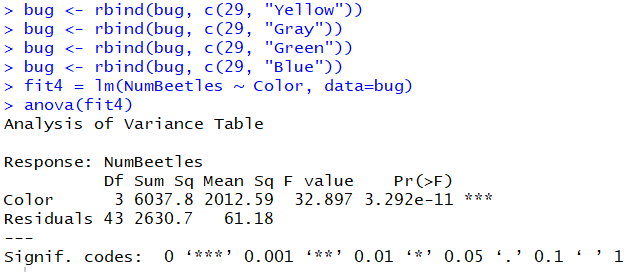 > bug <- rbind(bug, c(29, "Yellow"))
> bug <- rbind(bug, c(29, "Gray"))
> bug <- rbind(bug, c(29, "Green"))
> bug <- rbind(bug, c(29, "Blue"))
> fit4 = lm(NumBeetles ~ Color, data=bug)
> anova(fit4)
Analysis of Variance Table

Response: NumBeetles
          Df Sum Sq Mean Sq F value    Pr(>F)
Color      3 6037.8 2012.59  32.897 3.292e-11 ***
Residuals 43 2630.7   61.18
---
Signif. codes:  0 ‘***’ 0.001 ‘**’ 0.01 ‘*’ 0.05 ‘.’ 0.1 ‘ ’ 1